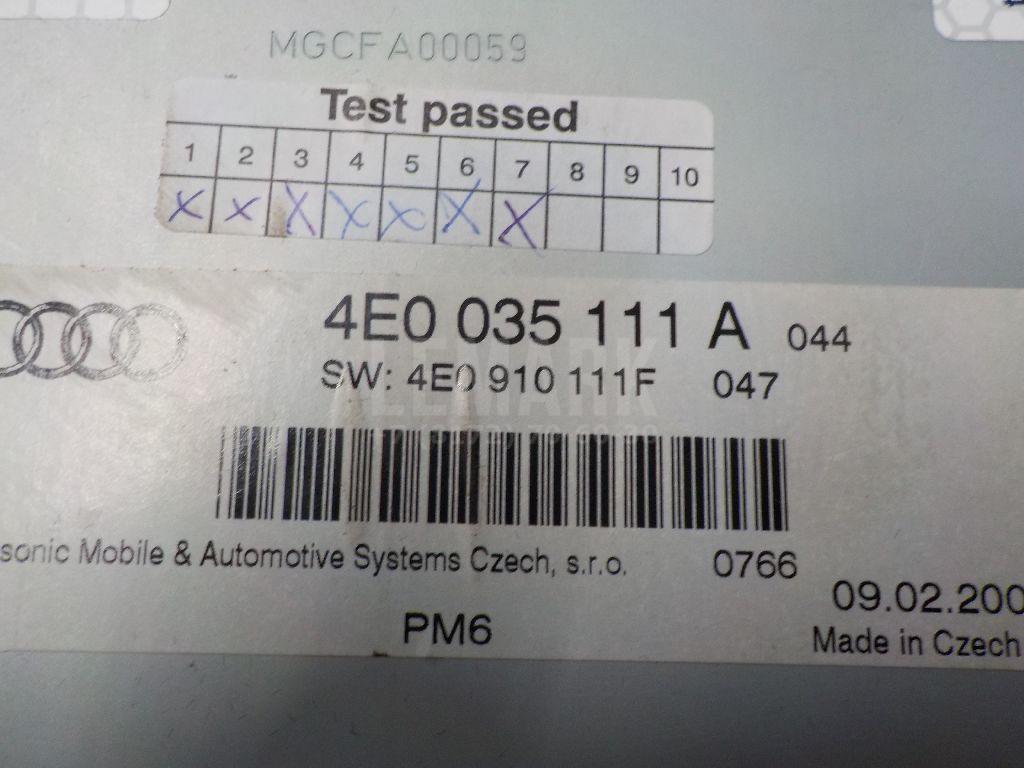 MGCFA00059
Test passed
1 2 3 4 5 6 7 8 9 10
X X X X X X X
4E0 035 111 A 044
SW: 4E0 910 111F 047
LEMARK
sonic Mobile & Automotive Systems Czech, s.r.o. 0766
09.02.200
PM6
Made in Czech